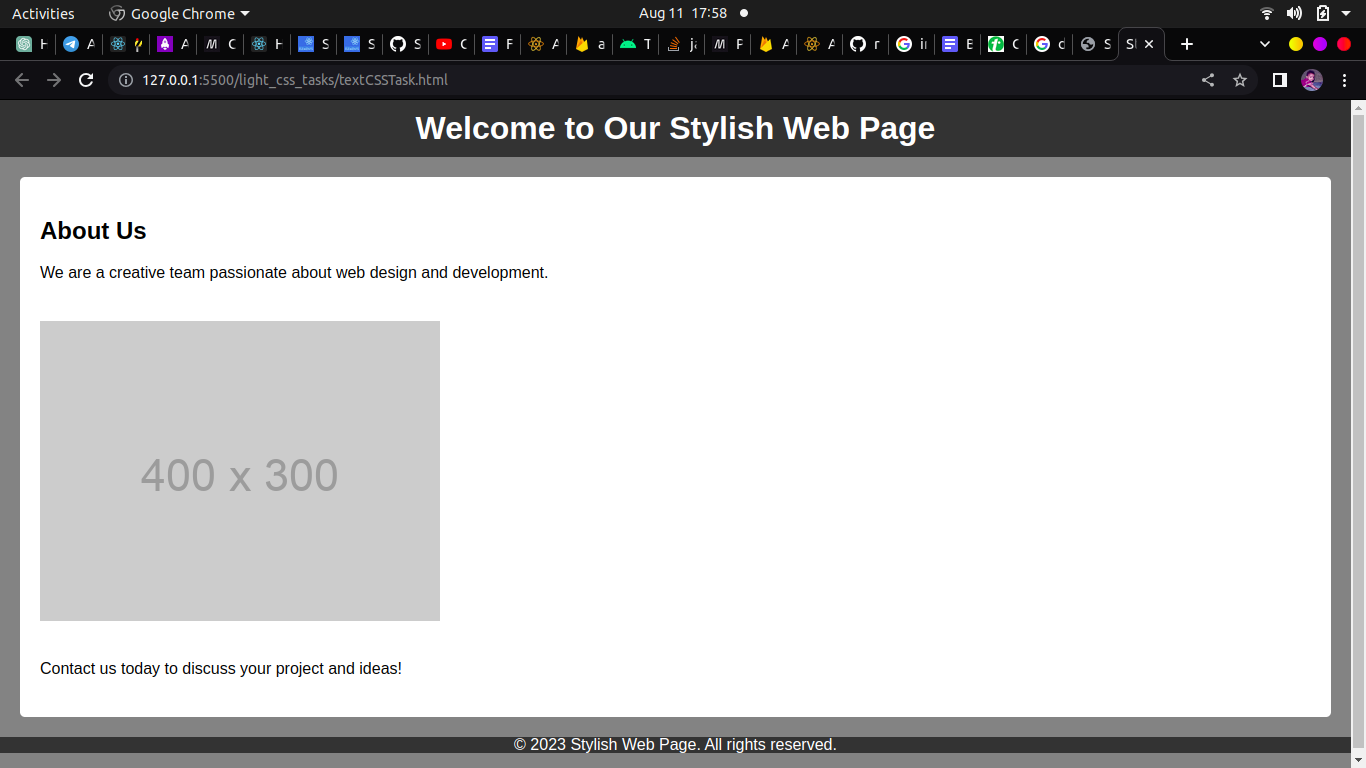 Activities Google Chrome Aug 11 17:58
127.0.0.1:5500/light_css_tasks/textCSSTask.html
Welcome to Our Stylish Web Page
About Us
We are a creative team passionate about web design and development.
400 x 300
Contact us today to discuss your project and ideas!
© 2023 Stylish Web Page. All rights reserved.